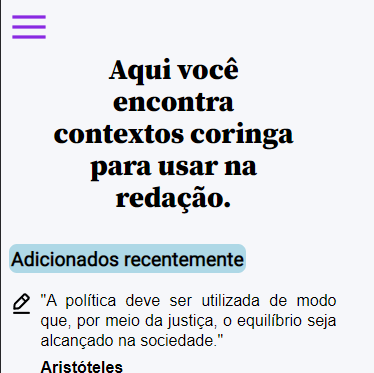 Aqui você
encontra
contextos coringa
para usar na
redação.
Adicionados recentemente
"A política deve ser utilizada de modo
que, por meio da justiça, o equilíbrio seja
alcançado na sociedade."
Aristóteles